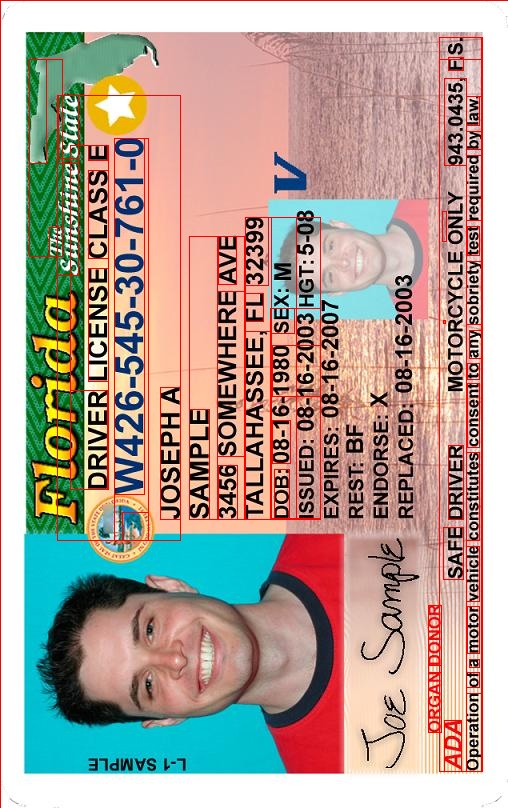 Florida
The
Sunshine State
DRIVER LICENSE CLASS E
W426-545-30-761-0
JOSEPH A
SAMPLE
3456 SOMEWHERE AVE
TALLAHASSEE, FL 32399
DOB: 08-16-1980 SEX: M
ISSUED: 08-16-2003 HGT: 5-08
EXPIRES: 08-16-2007
REST: BF
ENDORSE: X
REPLACED: 08-16-2003
V
L-1 SAMPLE
Joe Sample
ORGAN DONOR
ADA
SAFE DRIVER MOTORCYCLE ONLY 943.0435, F.S.
Operation of a motor vehicle constitutes consent to any sobriety test required by law.